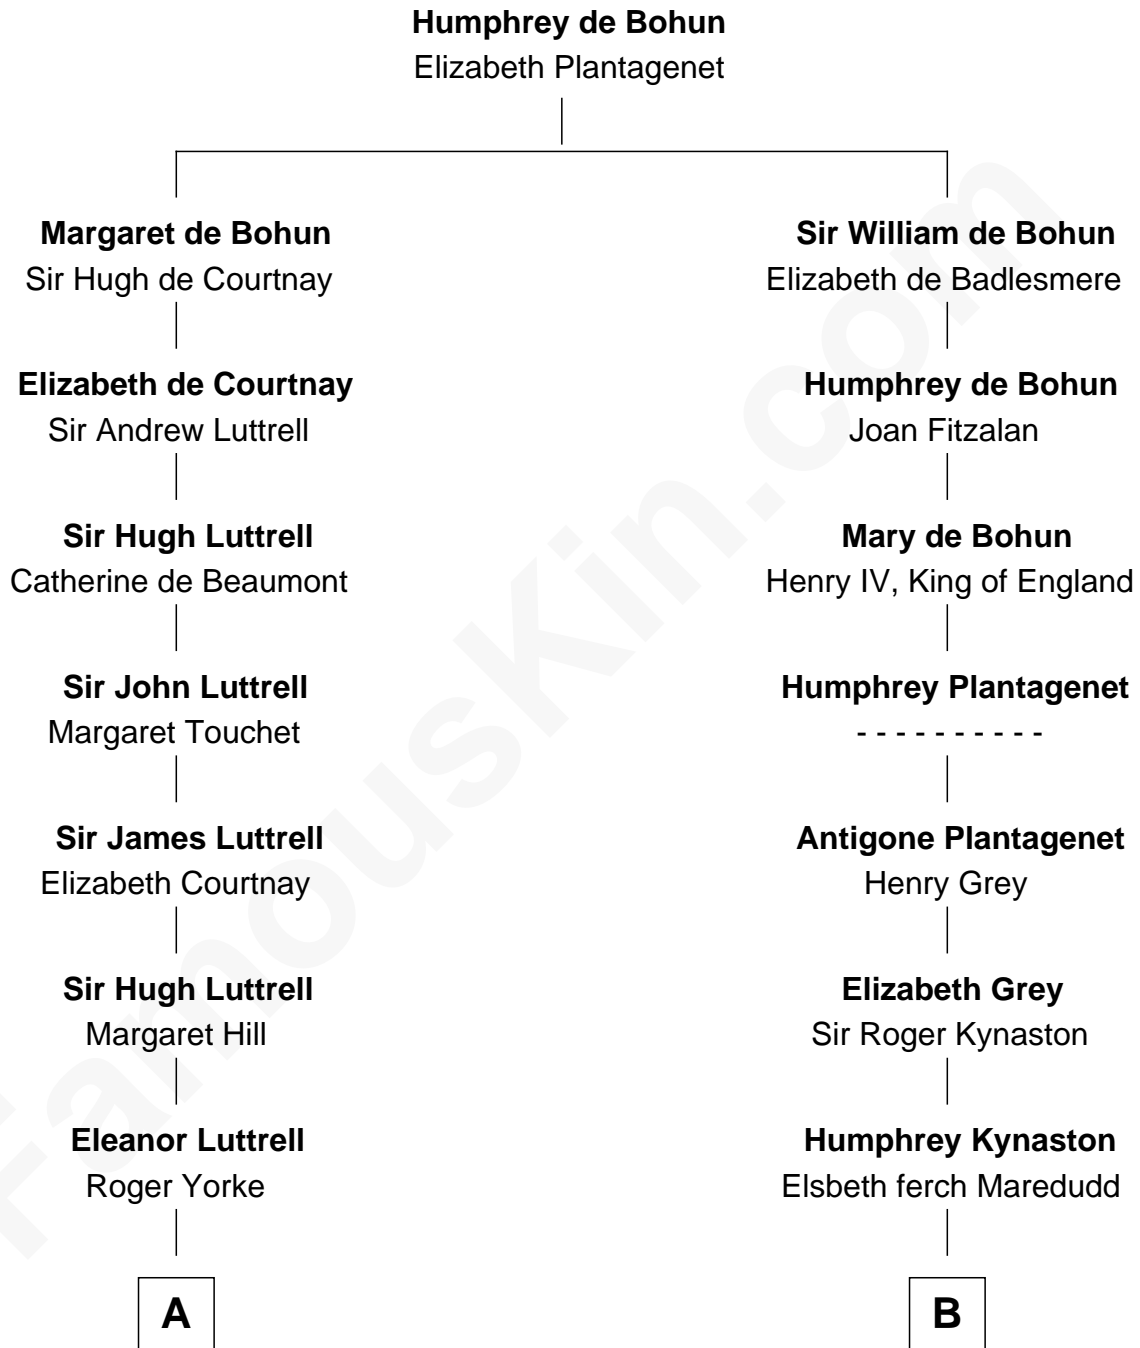 Humphrey de Bohun
Elizabeth Plantagenet
Margaret de Bohun
Sir Hugh de Courtnay
Sir William de Bohun
Elizabeth de Badlesmere
Elizabeth de Courtnay
Sir Andrew Luttrell
Humphrey de Bohun
Joan Fitzalan
Sir Hugh Luttrell
Catherine de Beaumont
Mary de Bohun
Henry IV, King of England
Sir John Luttrell
Margaret Touchet
Humphrey Plantagenet
- - - - - - - - - -
Sir James Luttrell
Elizabeth Courtnay
Antigone Plantagenet
Henry Grey
Sir Hugh Luttrell
Margaret Hill
Elizabeth Grey
Sir Roger Kynaston
Eleanor Luttrell
Roger Yorke
Humphrey Kynaston
Elsbeth ferch Maredudd
A
B
FamousKin.com